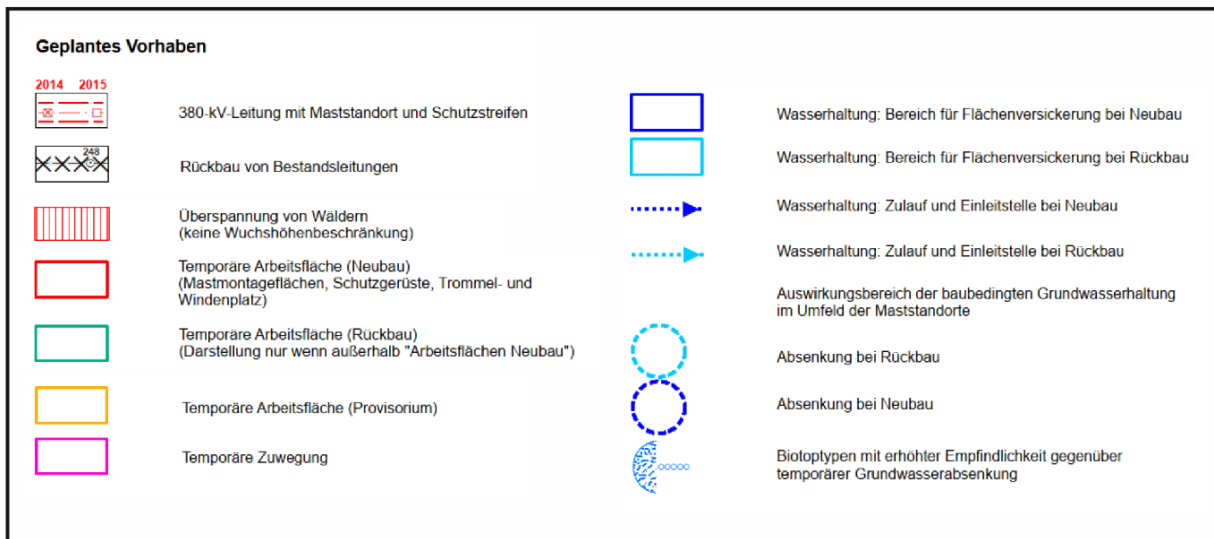 Geplantes Vorhaben
2014 2015
380-kV-Leitung mit Maststandort und Schutzstreifen
248
Rückbau von Bestandsleitungen
Überspannung von Wäldern
(keine Wuchshöhenbeschränkung)
Temporäre Arbeitsfläche (Neubau)
(Mastmontageflächen, Schutzgerüste, Trommel- und
Windenplatz)
Temporäre Arbeitsfläche (Rückbau)
(Darstellung nur wenn außerhalb "Arbeitsflächen Neubau")
Temporäre Arbeitsfläche (Provisorium)
Temporäre Zuwegung
Wasserhaltung: Bereich für Flächenversickerung bei Neubau
Wasserhaltung: Bereich für Flächenversickerung bei Rückbau
Wasserhaltung: Zulauf und Einleitstelle bei Neubau
Wasserhaltung: Zulauf und Einleitstelle bei Rückbau
Auswirkungsbereich der baubedingten Grundwasserhaltung
im Umfeld der Maststandorte
Absenkung bei Rückbau
Absenkung bei Neubau
Biotoptypen mit erhöhter Empfindlichkeit gegenüber
temporärer Grundwasserabsenkung